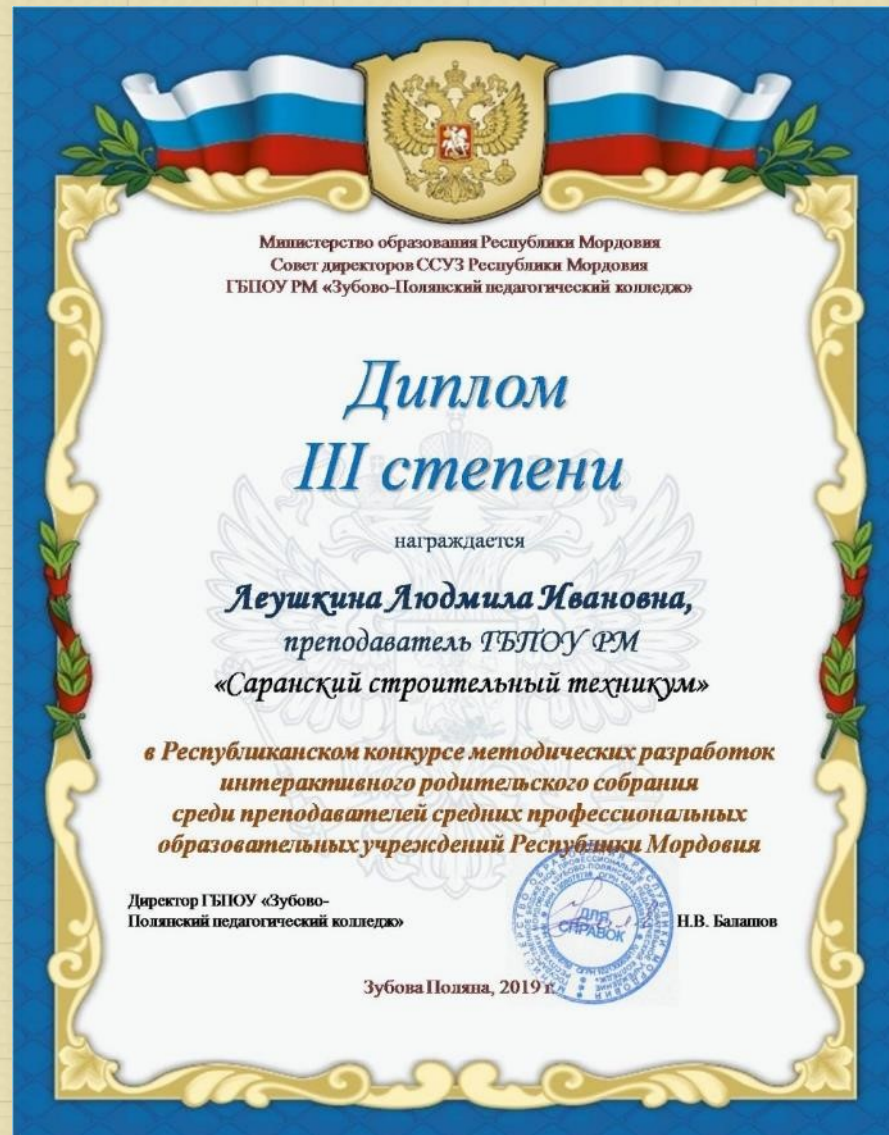 Министерство образования Республики Мордовия
Совет директоров ССУЗ Республики Мордовия
ГБПОУ РМ «Зубово-Полянский педагогический колледж»
Диплом
III степени
награждается
Леушкина Людмила Ивановна,
преподаватель ГБПОУ РМ
«Саранский строительный техникум»
в Республиканском конкурсе методических разработок
интерактивного родительского собрания
среди преподавателей средних профессиональных
образовательных учреждений Республики Мордовия
Директор ГБПОУ «Зубово-
Полянский педагогический колледж»
Н.В. Балашов
ДЛЯ
СПРАВОК
Зубова Поляна, 2019 г.